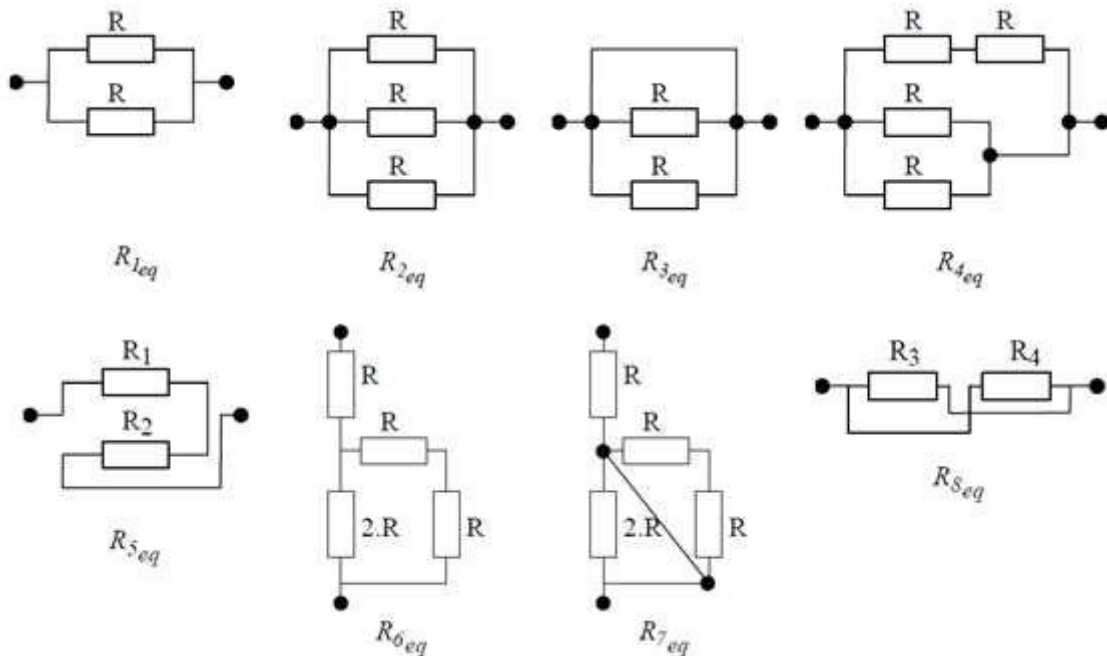 R R R R
R R R R
R R R
R1eq R2eq R3eq R4eq
R1 R3 R4
R2 R R
R R
2.R R 2.R R
R5eq R6eq R7eq R8eq